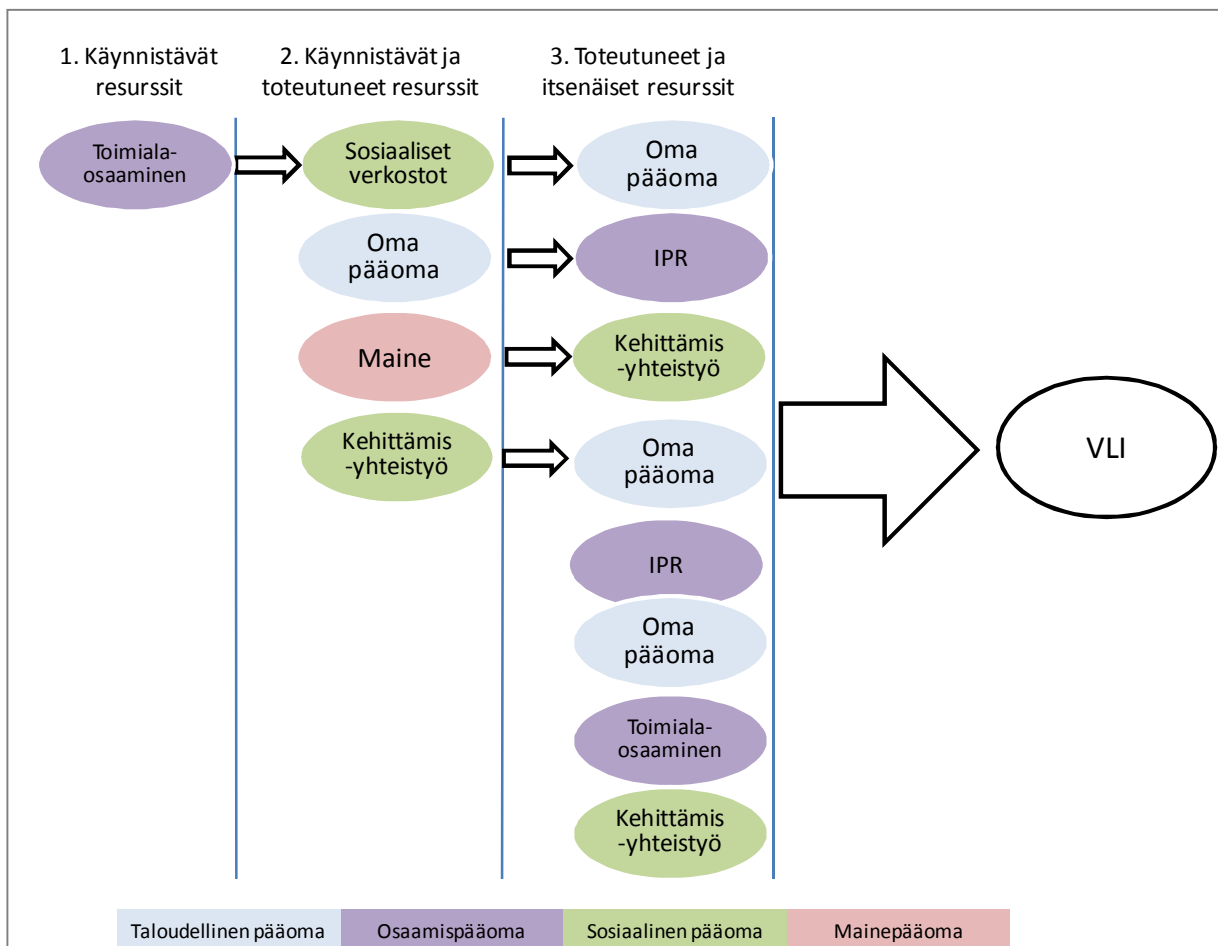 1. Käynnistävät
resurssit
2. Käynnistävät ja
toteutuneet resurssit
3. Toteutuneet ja
itsenäiset resurssit
Toimiala-
osaaminen
Sosiaaliset
verkostot
Oma
pääoma
Oma
pääoma
IPR
Maine
Kehittämis
-yhteistyö
Kehittämis
-yhteistyö
Oma
pääoma
VLI
IPR
Oma
pääoma
Toimiala-
osaaminen
Kehittämis
-yhteistyö
Taloudellinen pääoma
Osaamispääoma
Sosiaalinen pääoma
Mainepääoma